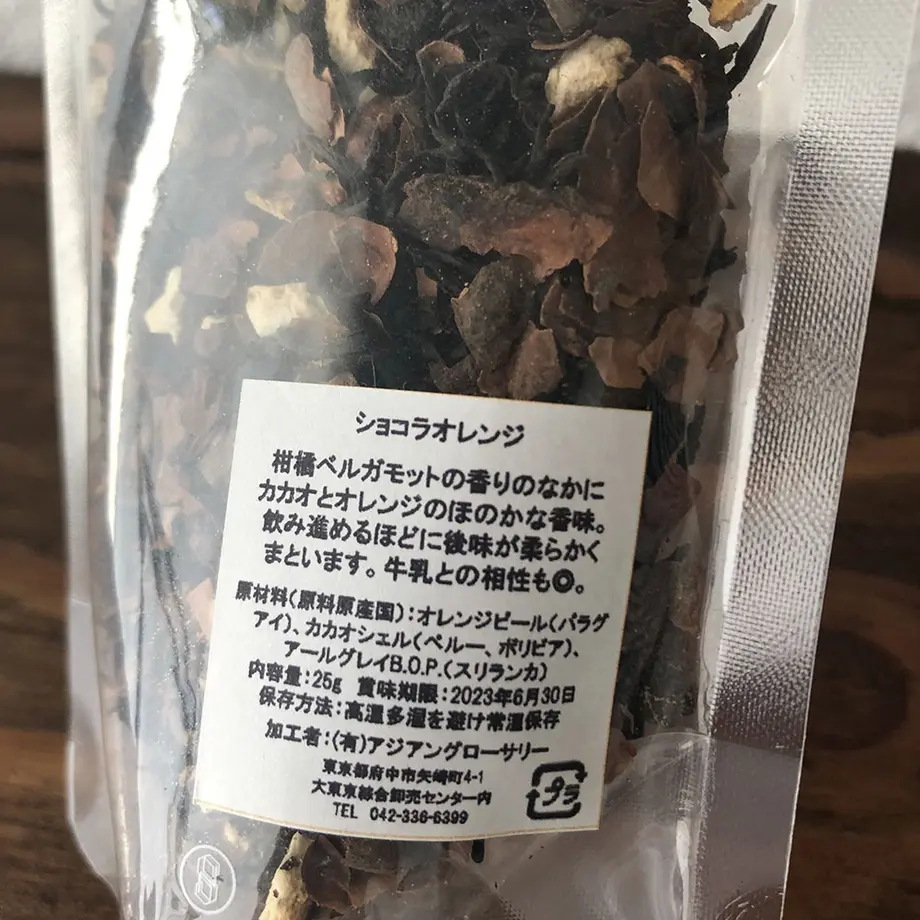 ショコラオレンジ
柑橘ベルガモットの香りのなかに
カカオとオレンジのほのかな香味。
飲み進めるほどに後味が柔らかく
まといます。牛乳との相性も◎。
原材料(原料原産国):オレンジピール(パラグ
アイ)、カカオシェル(ペルー、ボリビア)、
アールグレイB.O.P.(スリランカ)
内容量:25g 賞味期限:2023年6月30日
保存方法:高温多湿を避け常温保存
加工者:(有)アジアングローサリー
東京都府中市矢崎町4-1
大東京綜合卸売センター内
TEL 042-336-6399
プラ
8